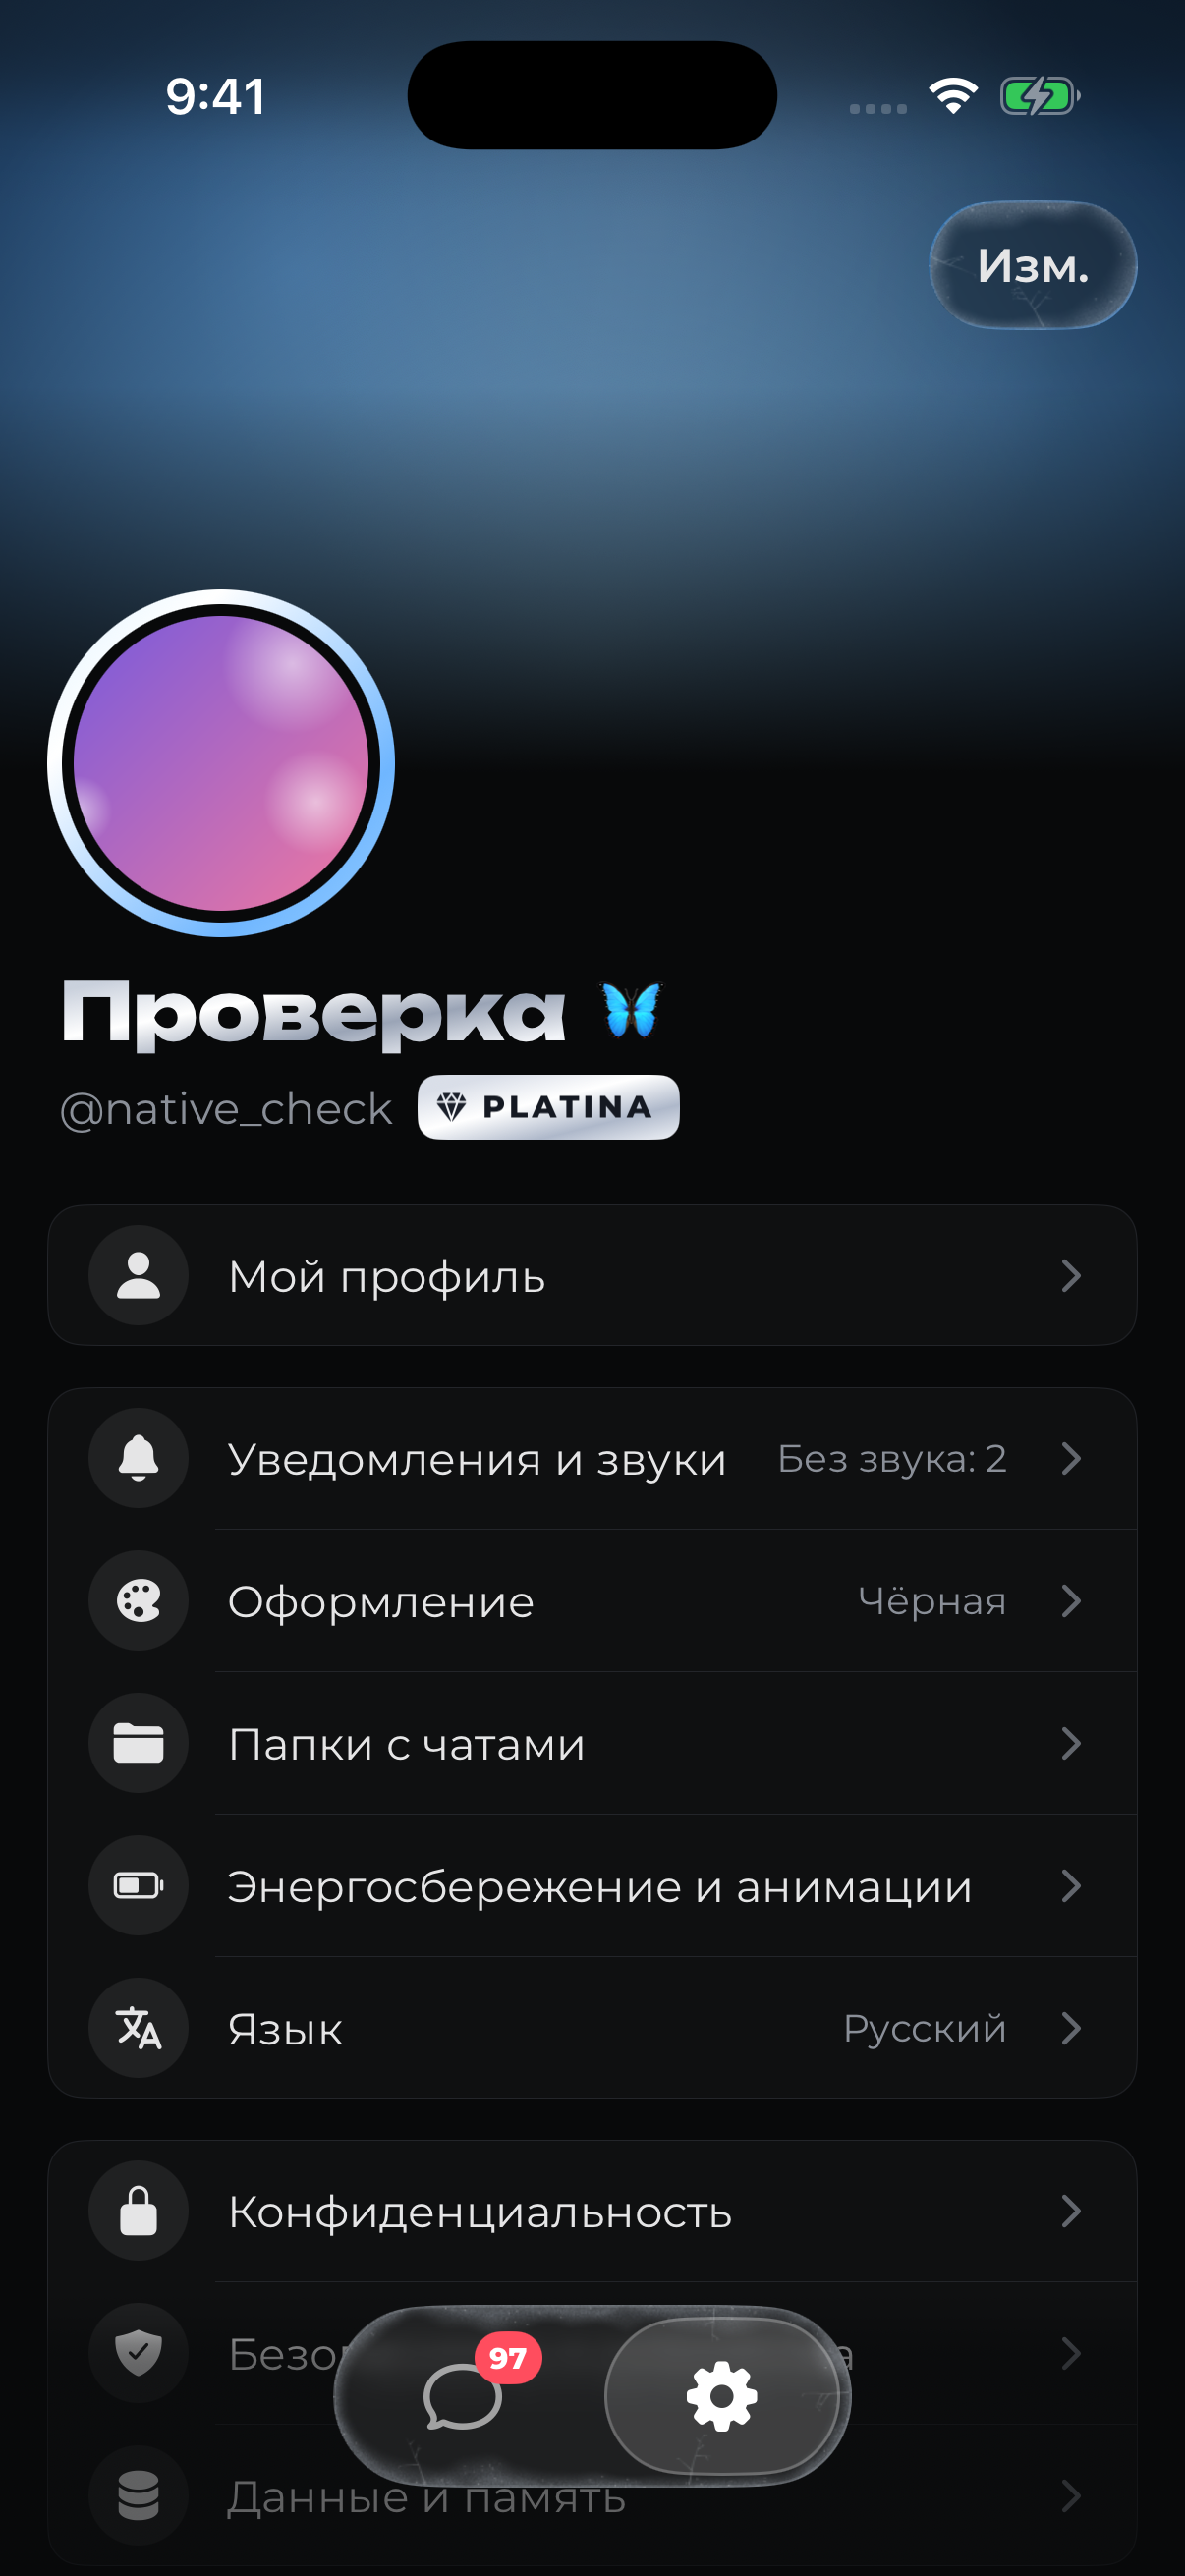 9:41
Изм.
Проверка 🦋
@native_check PLATINA
Мой профиль
Уведомления и звуки Без звука: 2
Оформление Чёрная
Папки с чатами
Энергосбережение и анимации
Язык Русский
Конфиденциальность
97
Данные и память